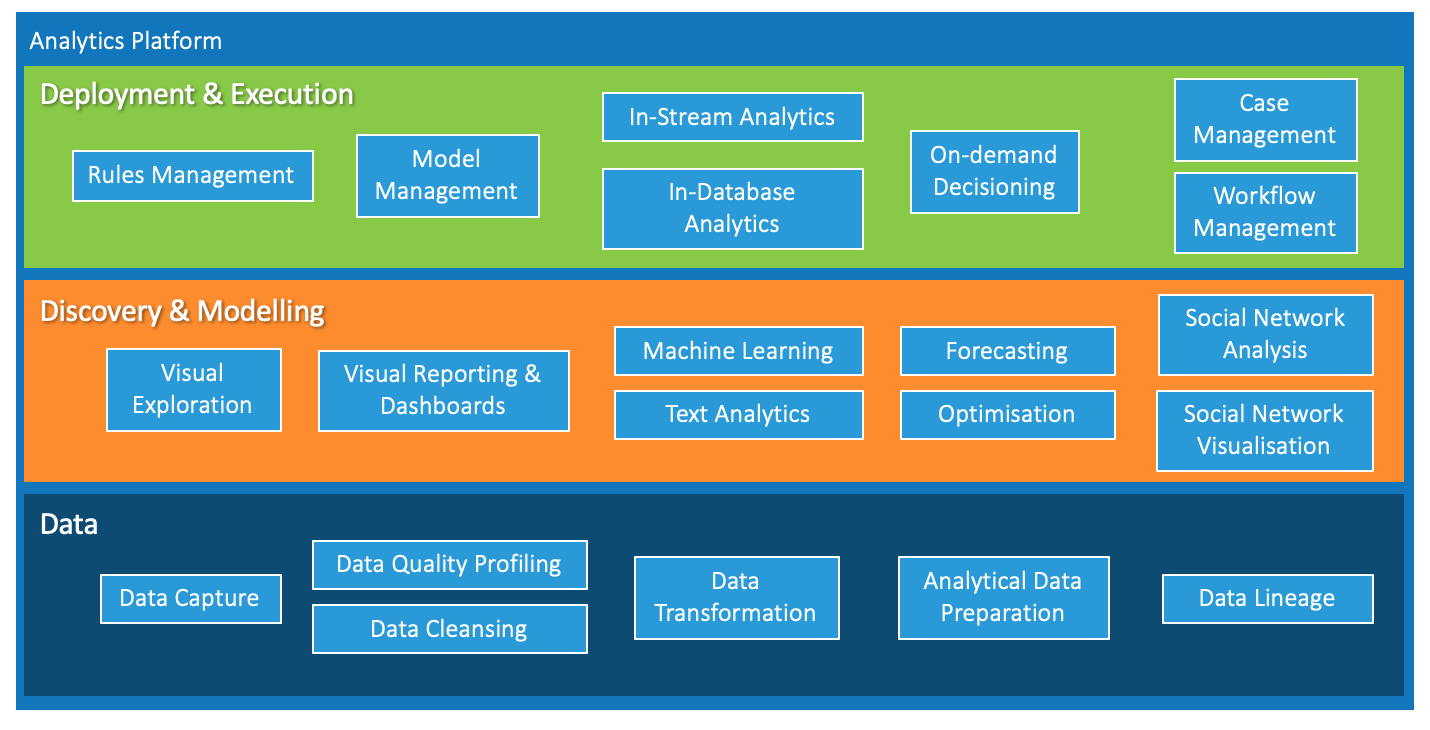 Analytics Platform
Deployment & Execution
Rules Management
Model
Management
In-Stream Analytics
In-Database
Analytics
On-demand
Decisioning
Case
Management
Workflow
Management
Discovery & Modelling
Visual
Exploration
Visual Reporting &
Dashboards
Machine Learning
Text Analytics
Forecasting
Optimisation
Social Network
Analysis
Social Network
Visualisation
Data
Data Capture
Data Quality Profiling
Data Cleansing
Data
Transformation
Analytical Data
Preparation
Data Lineage